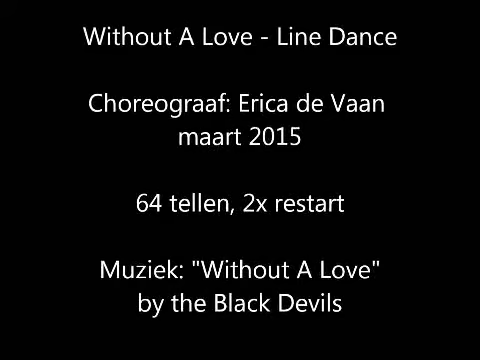 Without A Love - Line Dance
Choreograaf: Erica de Vaan
maart 2015
64 tellen, 2x restart
Muziek: "Without A Love"
by the Black Devils